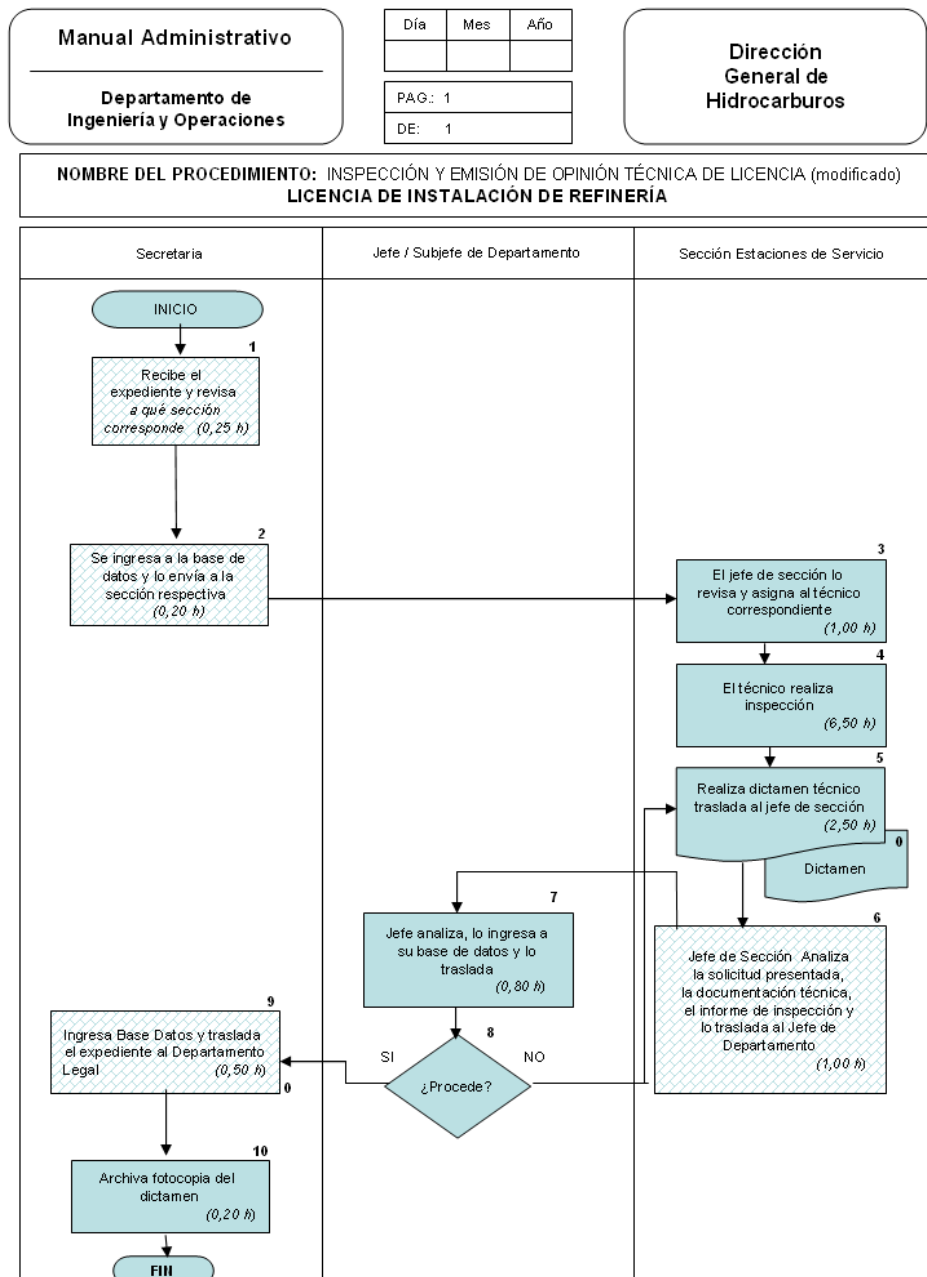 Manual Administrativo
Departamento de
Ingeniería y Operaciones
Día Mes Año
PAG.: 1
DE: 1
Dirección
General de
Hidrocarburos
NOMBRE DEL PROCEDIMIENTO: INSPECCIÓN Y EMISIÓN DE OPINIÓN TÉCNICA DE LICENCIA (modificado)
LICENCIA DE INSTALACIÓN DE REFINERÍA
Secretaria
Jefe / Subjefe de Departamento
Sección Estaciones de Servicio
INICIO
1
Recibe el
expediente y revisa
a qué sección
corresponde (0,25 h)
2
Se ingresa a la base de
datos y lo envía a la
sección respectiva
(0,20 h)
3
El jefe de sección lo
revisa y asigna al técnico
correspondiente
(1,00 h)
4
El técnico realiza
inspección
(6,50 h)
5
Realiza dictamen técnico
traslada al jefe de sección
(2,50 h)
0
Dictamen
6
Jefe de Sección Analiza
la solicitud presentada,
la documentación técnica,
el informe de inspección y
lo traslada al Jefe de
Departamento
(1,00 h)
7
Jefe analiza, lo ingresa a
su base de datos y lo
traslada
(0,80 h)
8
SI
NO
¿Procede?
9
Ingresa Base Datos y traslada
el expediente al Departamento
Legal (0,50 h)
0
10
Archiva fotocopia del
dictamen
(0,20 h)
FIN